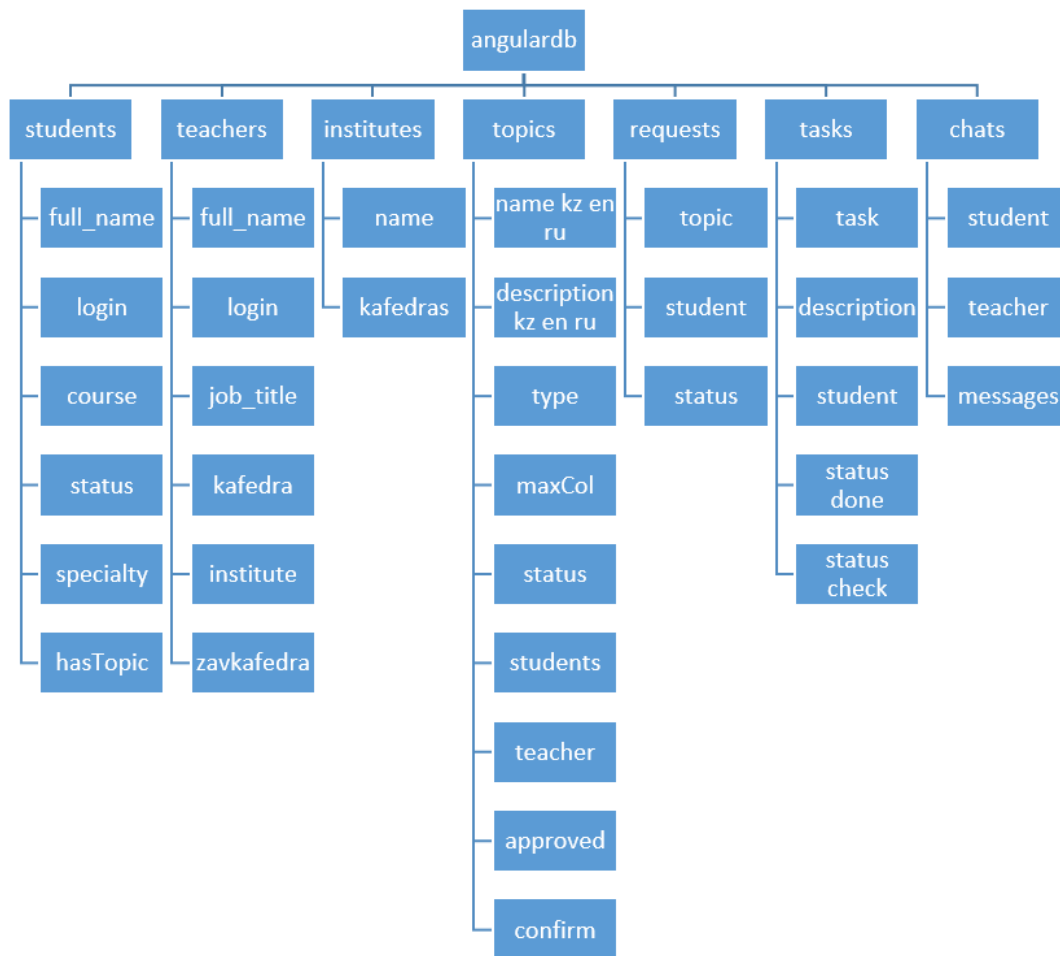 angulardb
students
teachers
institutes
topics
requests
tasks
chats
full_name
login
course
status
specialty
hasTopic
full_name
login
job_title
kafedra
institute
zavkafedra
name
kafedras
name kz en
ru
description
kz en ru
type
maxCol
status
students
teacher
approved
confirm
topic
student
status
task
description
student
status
done
status
check
student
teacher
messages